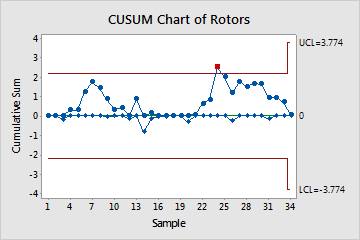 CUSUM Chart of Rotors
Cumulative Sum
4
3
2
1
0
-1
-2
-3
-4
UCL=3.774
0
LCL=-3.774
1 4 7 10 13 16 19 22 25 28 31 34
Sample